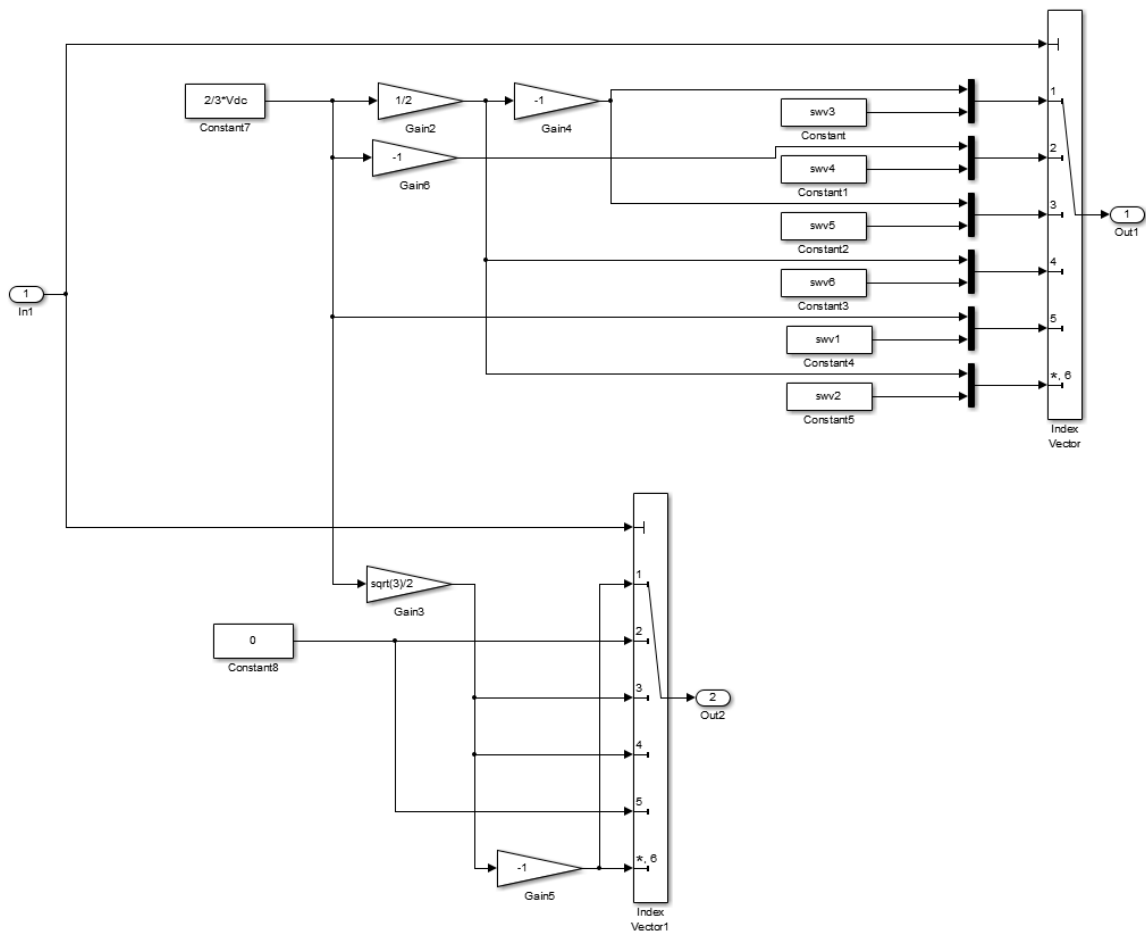 1
2/3*Vdc
1/2
-1
swv3
Constant7
Gain2
Gain4
Constant
2
-1
swv4
Gain6
Constant1
3
swv5
1
Constant2
Out1
4
swv6
1
Constant3
In1
5
swv1
Constant4
*, 6
swv2
Constant5
Index
Vector
1
sqrt(3)/2
Gain3
2
0
Constant8
3
2
Out2
4
5
*, 6
-1
Gain5
Index
Vector1